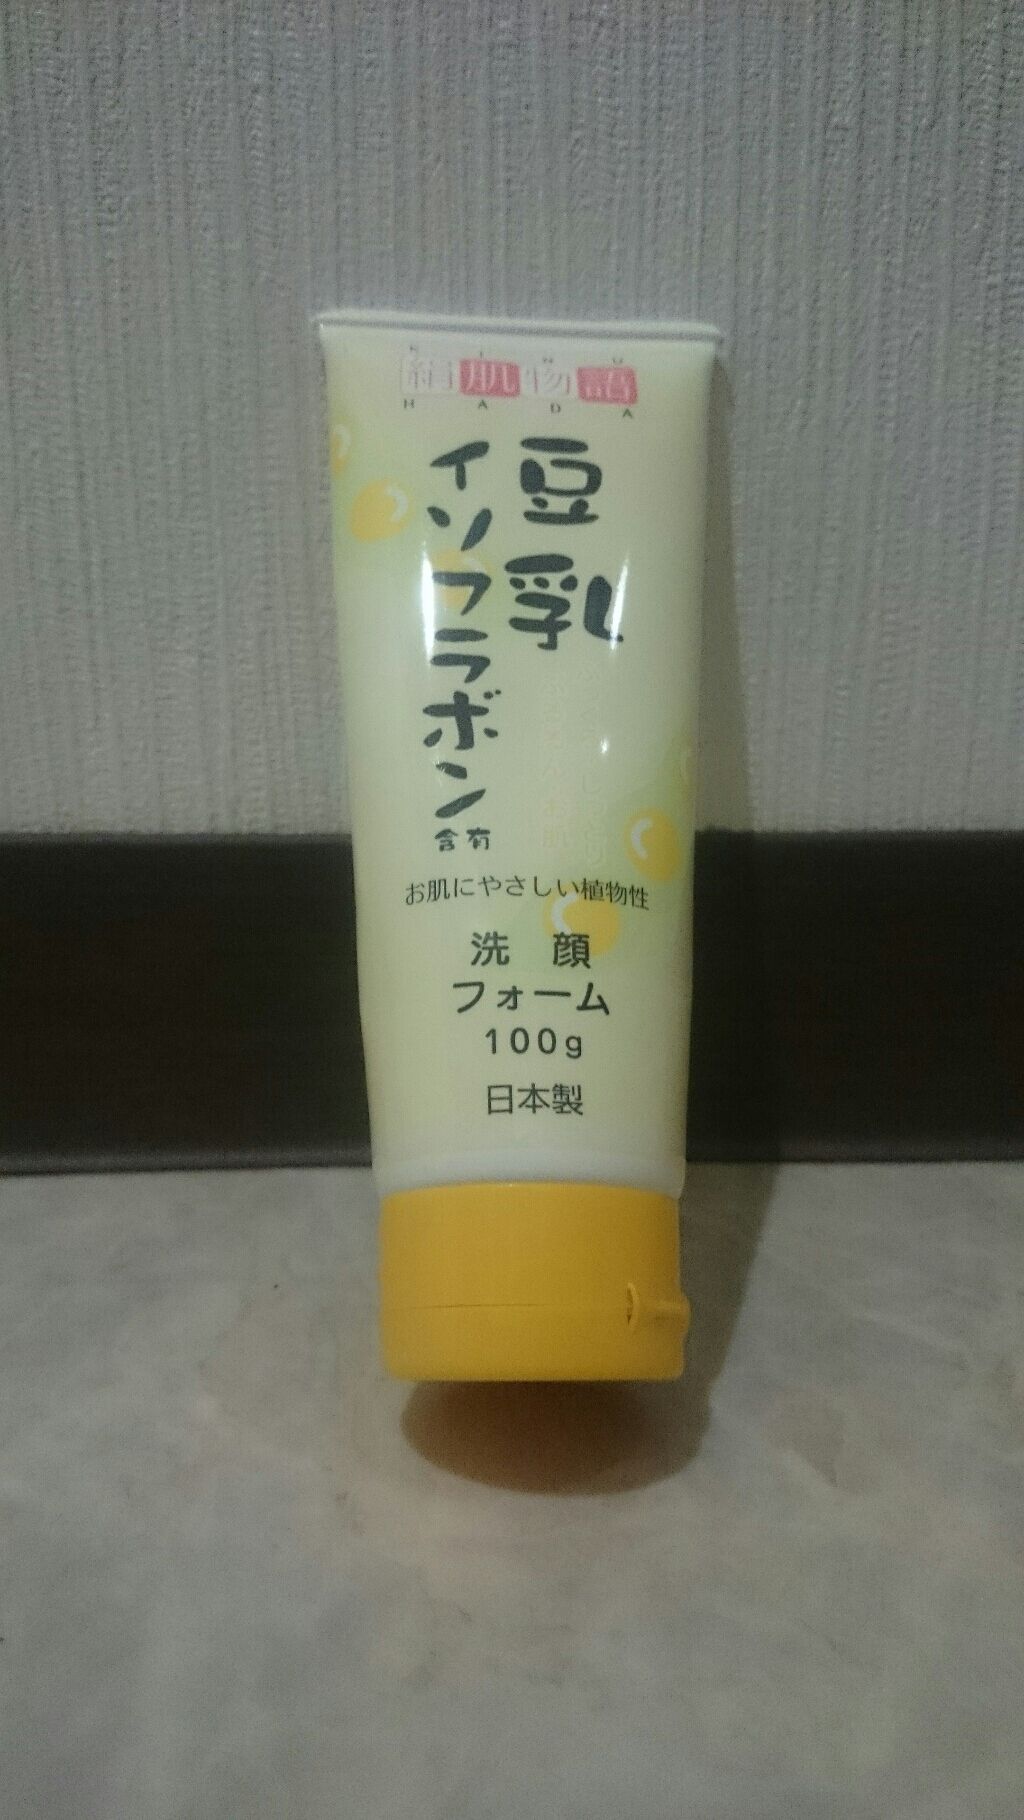 KINU
絹肌物語
HADA
豆乳
イソフラボン
含有
お肌にやさしい植物性
洗顔
フォーム
100g
日本製